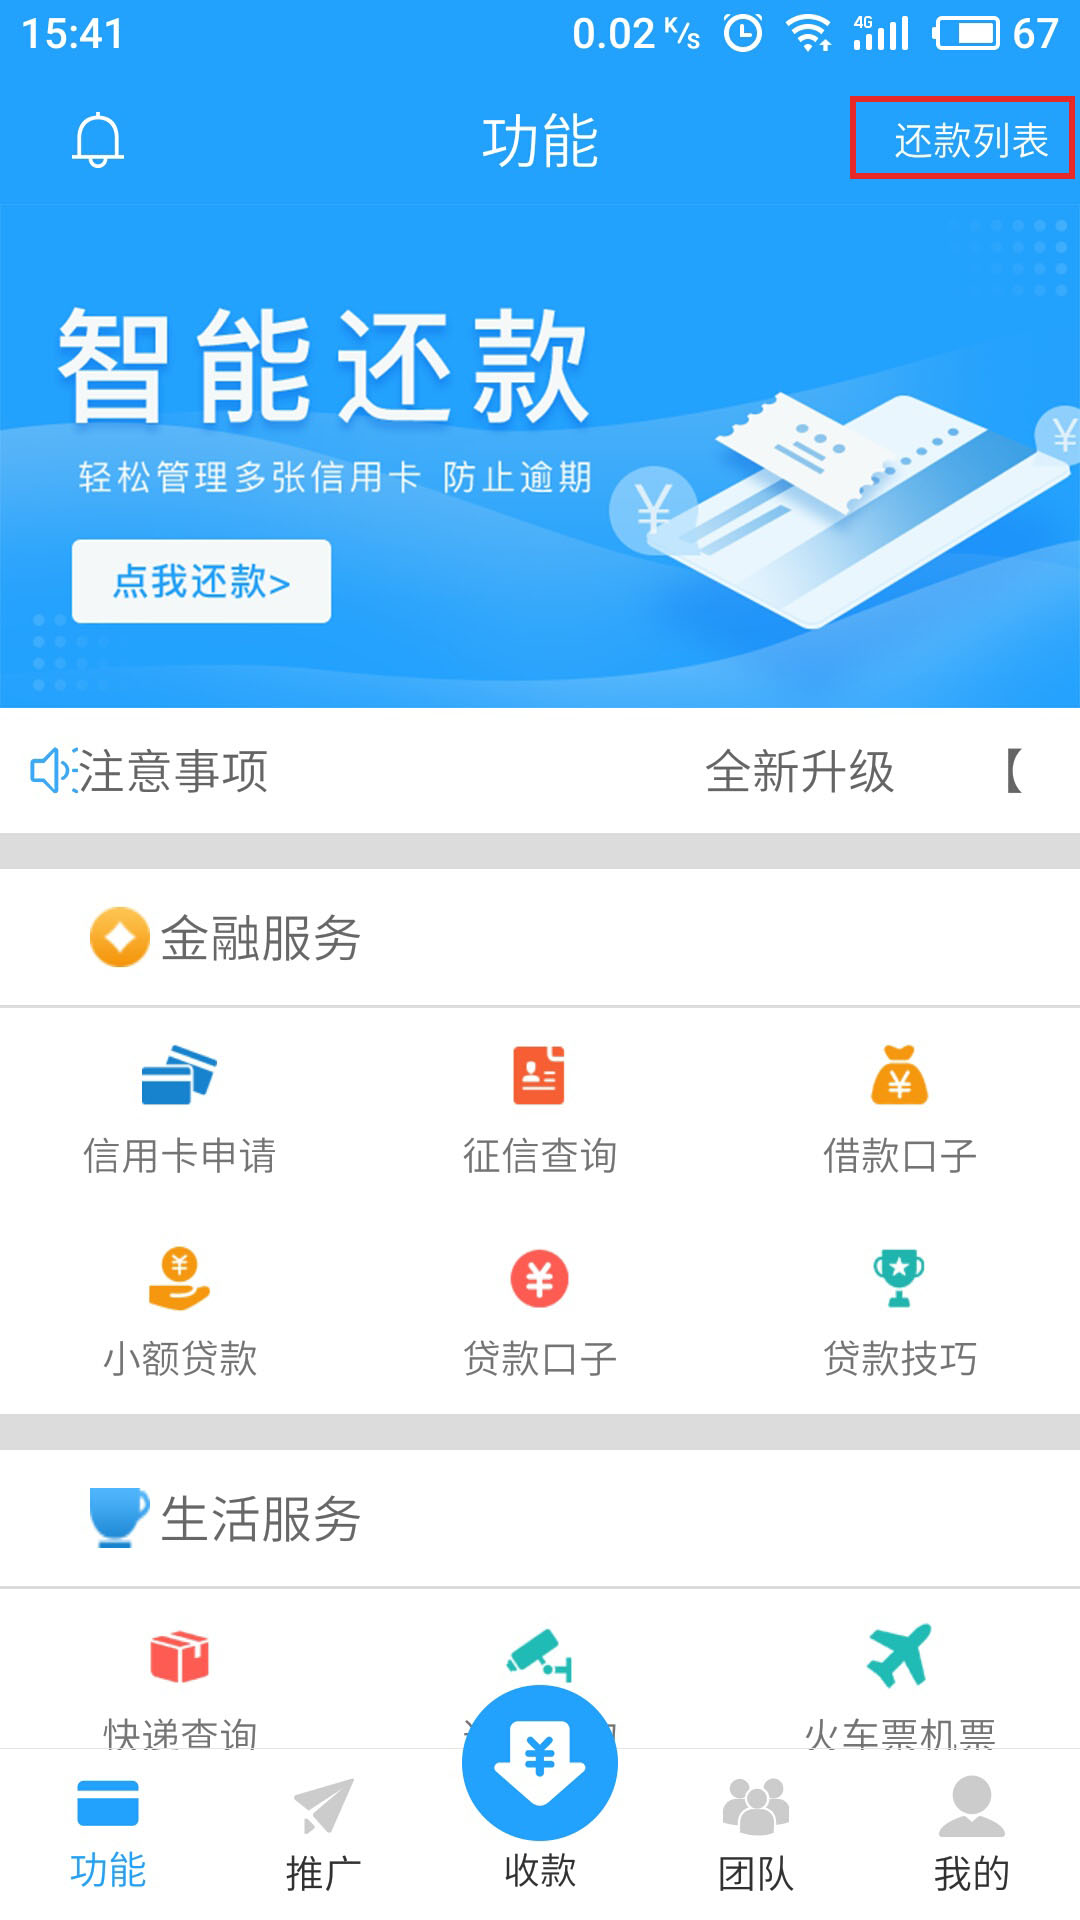 15:41 0.02 K/s 4G 67
功能 还款列表
智能还款
轻松管理多张信用卡 防止逾期
点我还款>
注意事项 全新升级 【
金融服务
信用卡申请 征信查询 借款口子
小额贷款 贷款口子 贷款技巧
生活服务
快递查询 火车票机票
功能 推广 收款 团队 我的